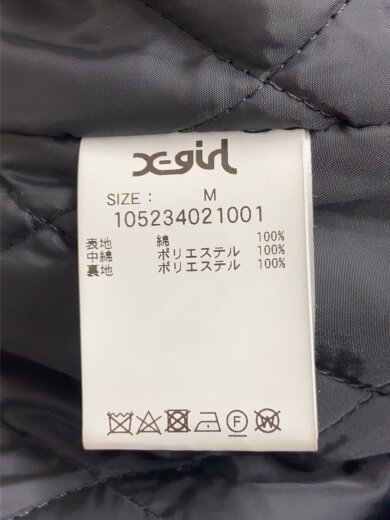 X-girl
SIZE : M
105234021001
表地 綿 100%
中綿 ポリエステル 100%
裏地 ポリエステル 100%